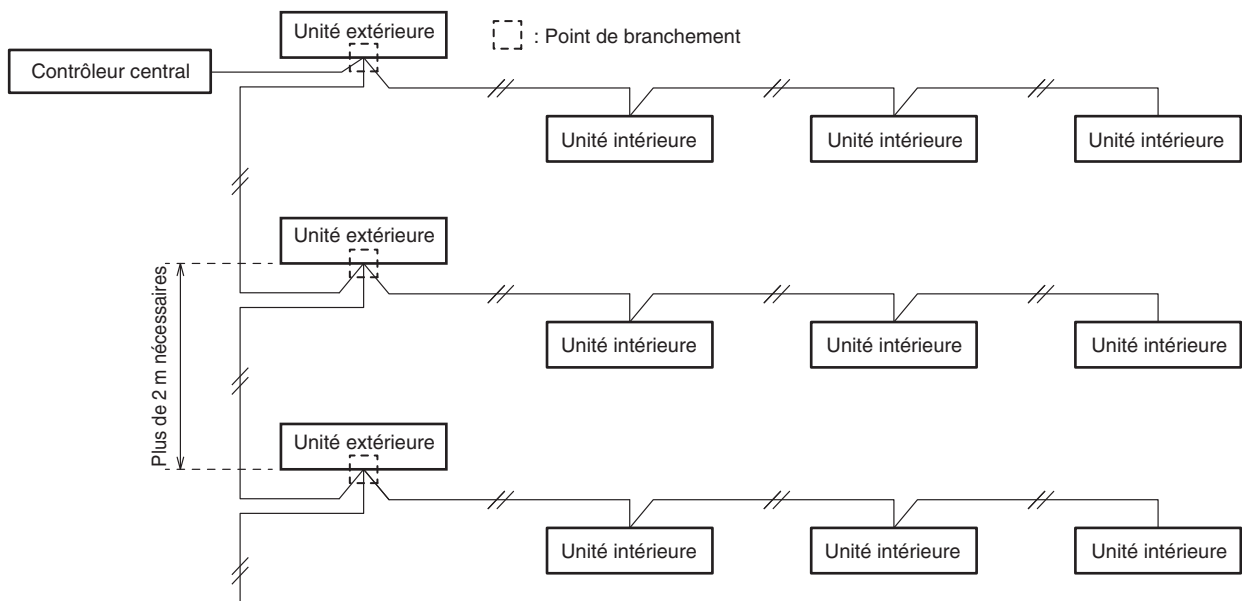 Unité extérieure
: Point de branchement
Contrôleur central
Unité intérieure
Unité intérieure
Unité intérieure
Unité extérieure
Plus de 2 m nécessaires
Unité intérieure
Unité intérieure
Unité intérieure
Unité extérieure
Unité intérieure
Unité intérieure
Unité intérieure